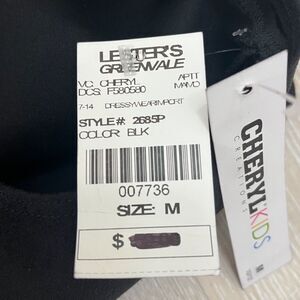 LESTER'S
GREENVALE
VC: CHERYL APTT
DCS: F580580 MAMO
7-14 DRESSYWEAR IMPORT
STYLE# 2685P
COLOR BLK
007736
SIZE: M
$
CHERYL KIDS
CREATIONS
M